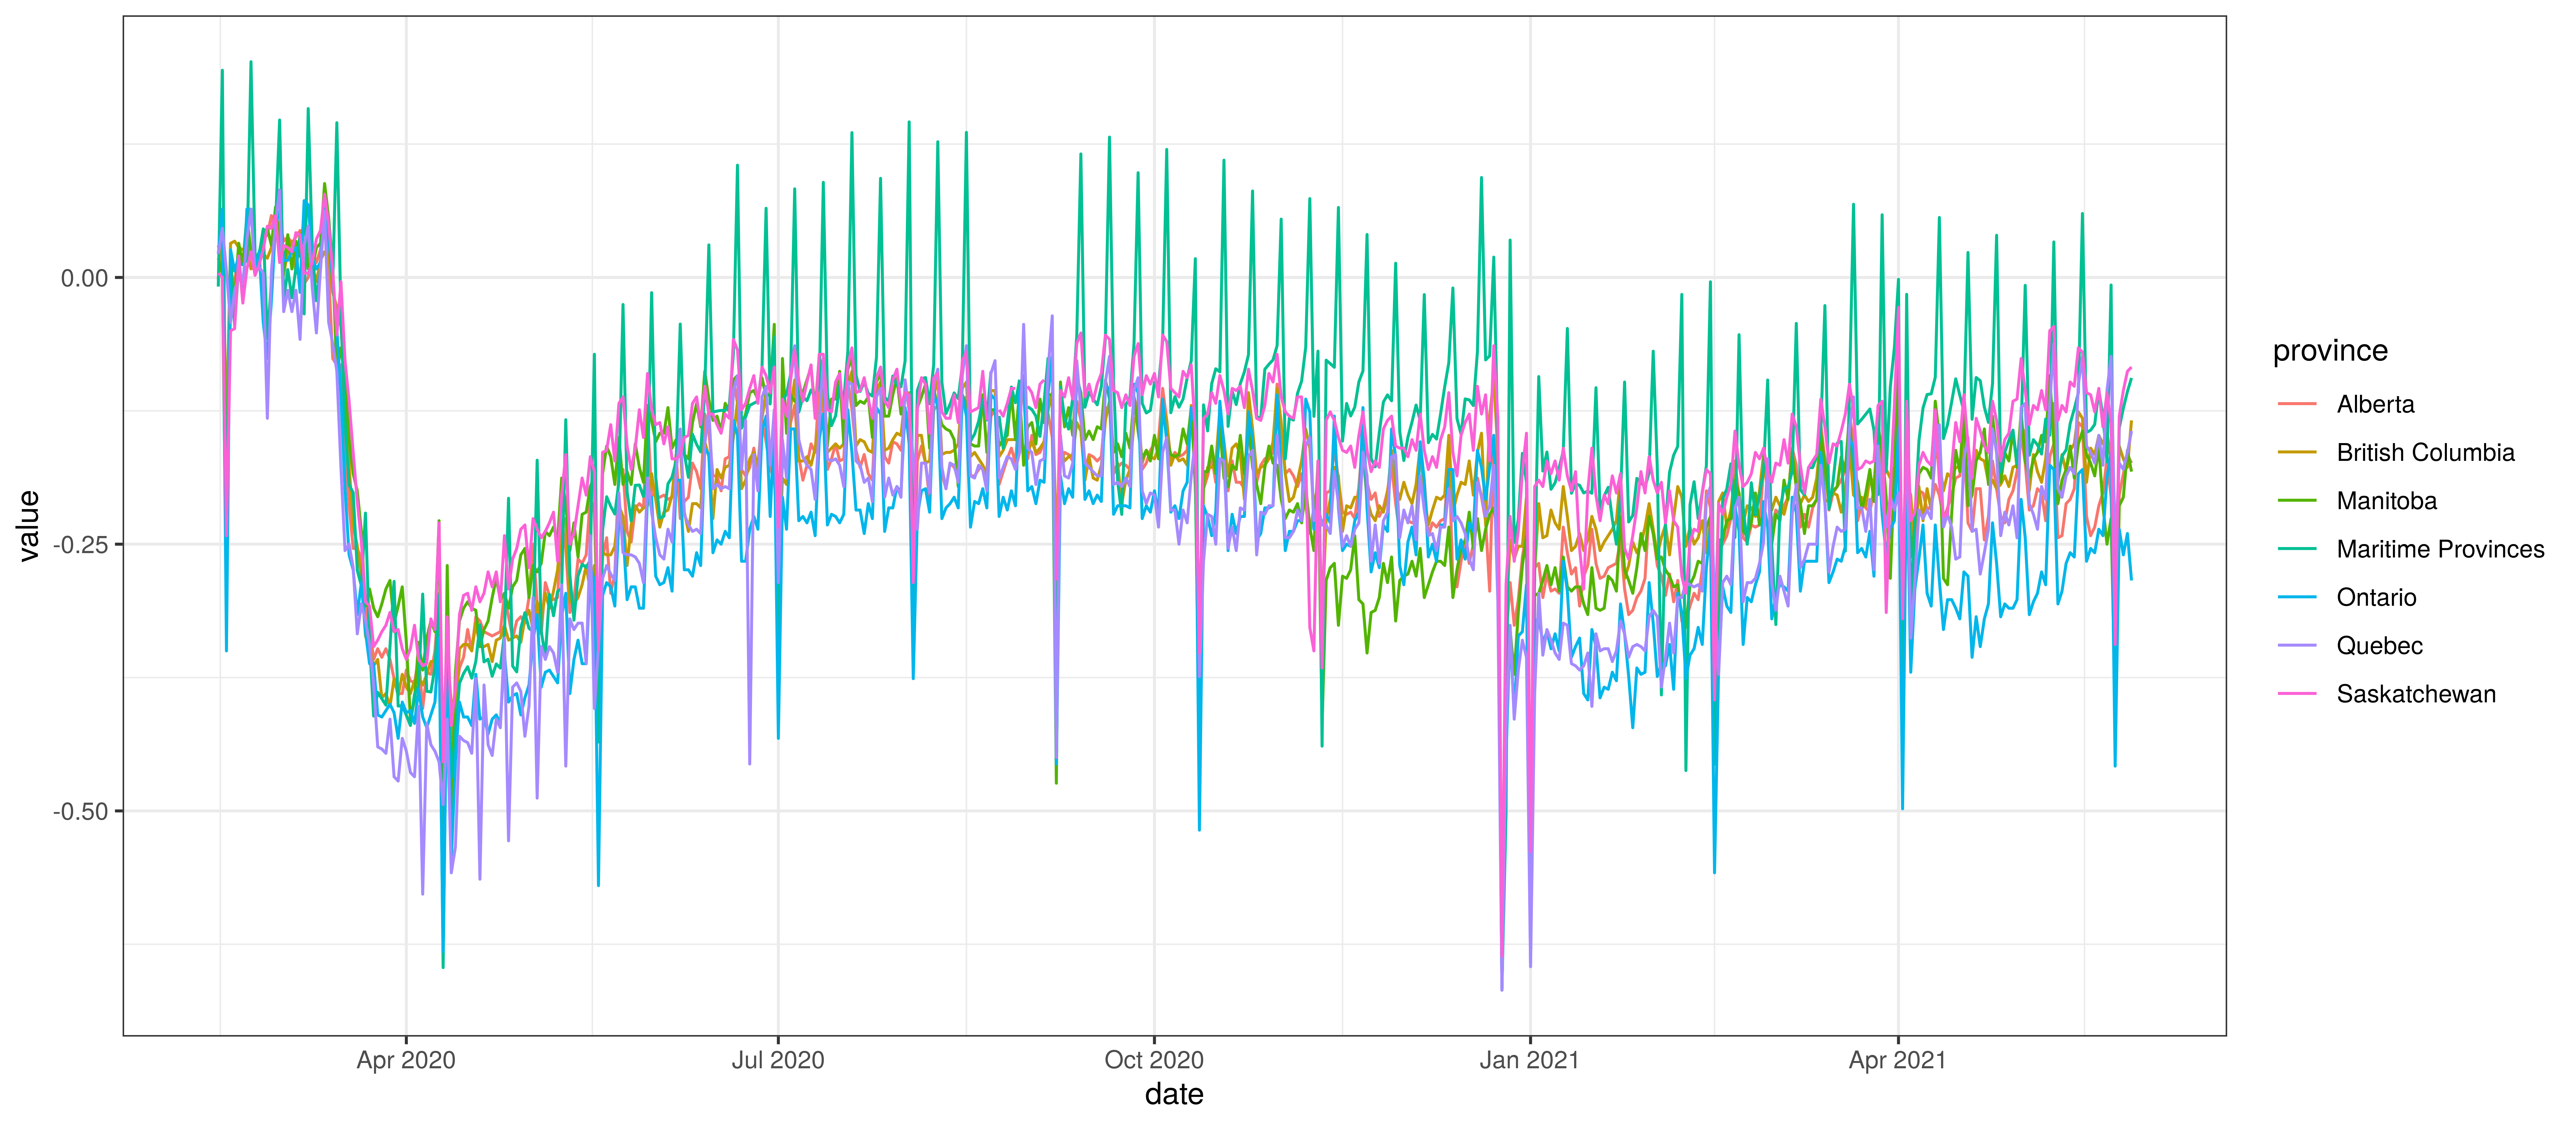 value
0.00
-0.25
-0.50
Apr 2020
Jul 2020
Oct 2020
Jan 2021
Apr 2021
date
province
Alberta
British Columbia
Manitoba
Maritime Provinces
Ontario
Quebec
Saskatchewan